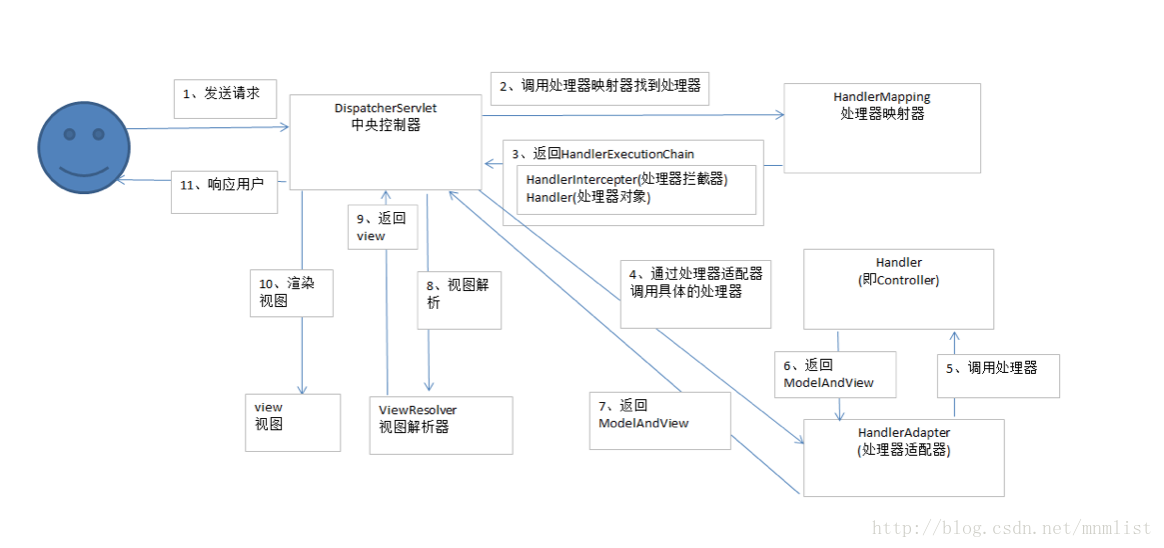 1、发送请求
DispatcherServlet
中央控制器
2、调用处理器映射器找到处理器
HandlerMapping
处理器映射器
3、返回HandlerExecutionChain
HandlerIntercepter(处理器拦截器)
Handler(处理器对象)
11、响应用户
9、返回
view
10、渲染
视图
8、视图解
析
4、通过处理器适配器
调用具体的处理器
Handler
(即Controller)
6、返回
ModelAndView
5、调用处理器
7、返回
ModelAndView
view
视图
ViewResolver
视图解析器
HandlerAdapter
(处理器适配器)
http://blog.csdn.net/mnmlist